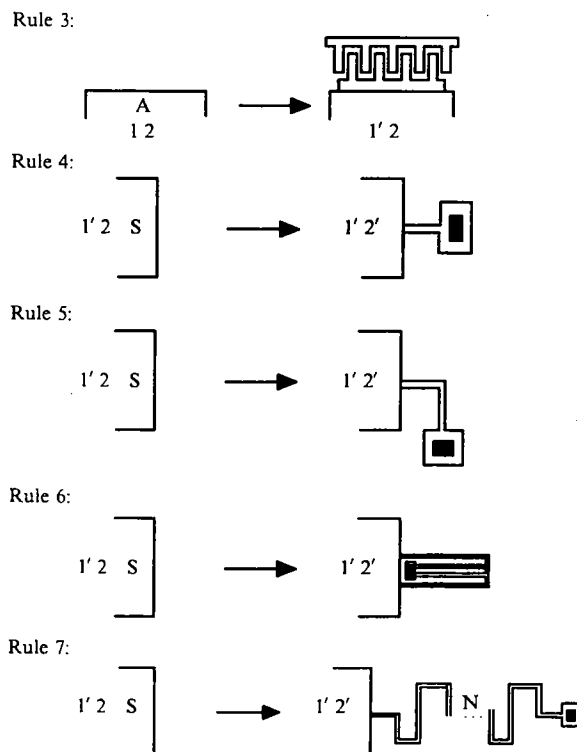 Rule 3:
A
1 2
1' 2
Rule 4:
1' 2 S
1' 2'
Rule 5:
1' 2 S
1' 2'
Rule 6:
1' 2 S
1' 2'
Rule 7:
1' 2 S
1' 2'
N